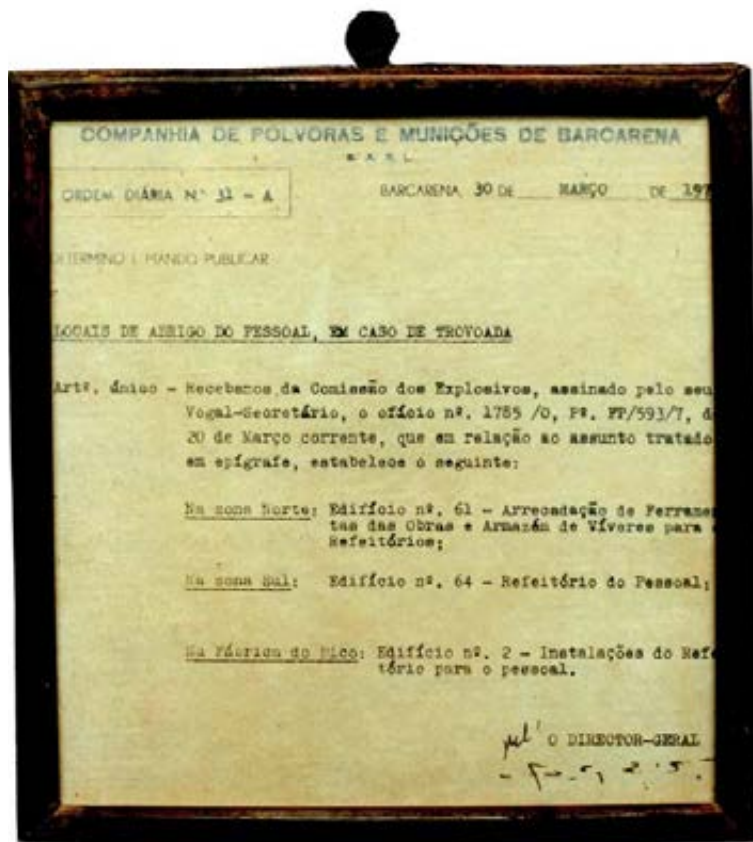 COMPANHIA DE POLVORAS E MUNIÇÕES DE BARCARENA
S. A. R. L.
ORDEM DIÁRIA N.º 31 - A
BARCARENA, 30 DE MARÇO DE 197
DETERMINO E MANDO PUBLICAR
LOCAIS DE ABRIGO DO PESSOAL, EM CASO DE TROVOADA
Artº. único - Recebemos da Comissão dos Explosivos, assinado pelo seu
Vogal-Secretário, o ofício nº. 1785 /O, Pº. FP/593/7, d
20 de Março corrente, que em relação ao assunto tratado
em epígrafe, estabelece o seguinte:
Na zona Norte: Edifício nº. 61 - Arrecadação de Ferramen
tas das Obras e Armazém de Víveres para
Refeitórios;
Na zona Sul: Edifício nº. 64 - Refeitório do Pessoal;
Na Fábrica do Pico: Edifício nº. 2 - Instalações do Refe
tório para o pessoal.
O DIRECTOR-GERAL